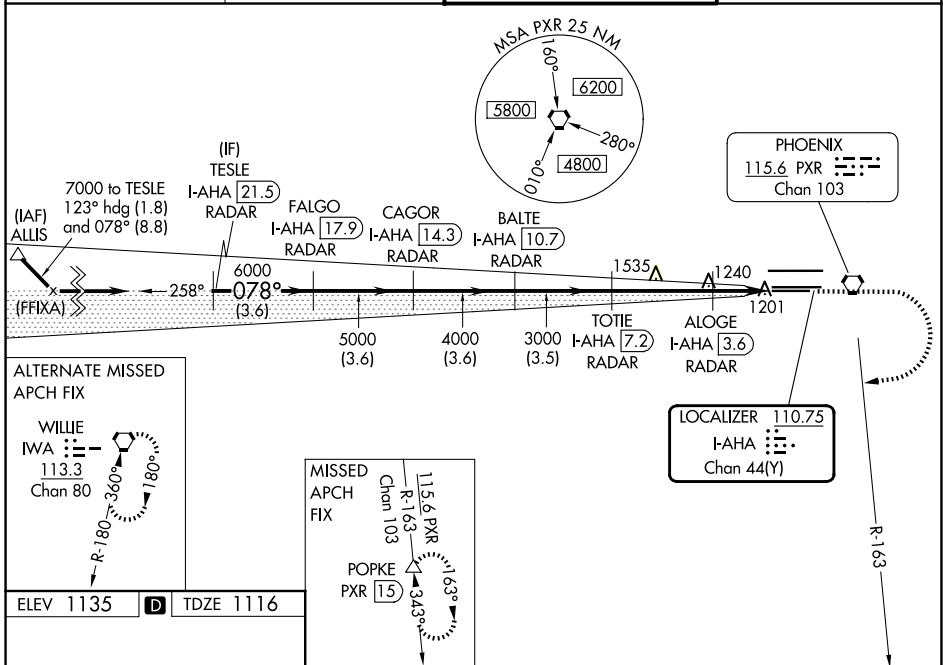 MSA PXR 25 NM
160°
6200
5800
280°
4800
010°
PHOENIX
115.6 PXR
Chan 103
(IF)
TESLE
I-AHA 21.5
RADAR
7000 to TESLE
123° hdg (1.8)
and 078° (8.8)
(IAF)
ALLIS
FALGO
I-AHA 17.9
RADAR
CAGOR
I-AHA 14.3
RADAR
BALTE
I-AHA 10.7
RADAR
1535
1240
1201
(FFIXA)
258°
6000
078°
(3.6)
5000
(3.6)
4000
(3.6)
3000
(3.5)
TOTIE
I-AHA 7.2
RADAR
ALOGE
I-AHA 3.6
RADAR
LOCALIZER 110.75
I-AHA
Chan 44(Y)
R-163
ALTERNATE MISSED
APCH FIX
WILLIE
IWA
113.3
Chan 80
360°
180°
R-180
MISSED
APCH
FIX
115.6 PXR
Chan 103
R-163
POPKE
PXR 15
163°
343°
ELEV 1135 D TDZE 1116